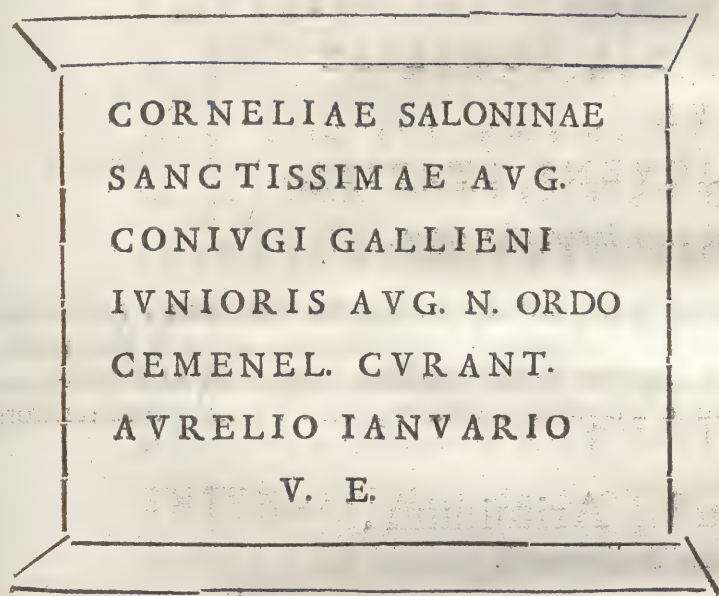 CORNELIAE SALONINAE
SANCTISSIMAE AVG.
CONIVGI GALLIENI
IVNIORIS AVG. N. ORDO
CEMENEL. CVRANT.
AVRELIO IANVARIO
V. E.